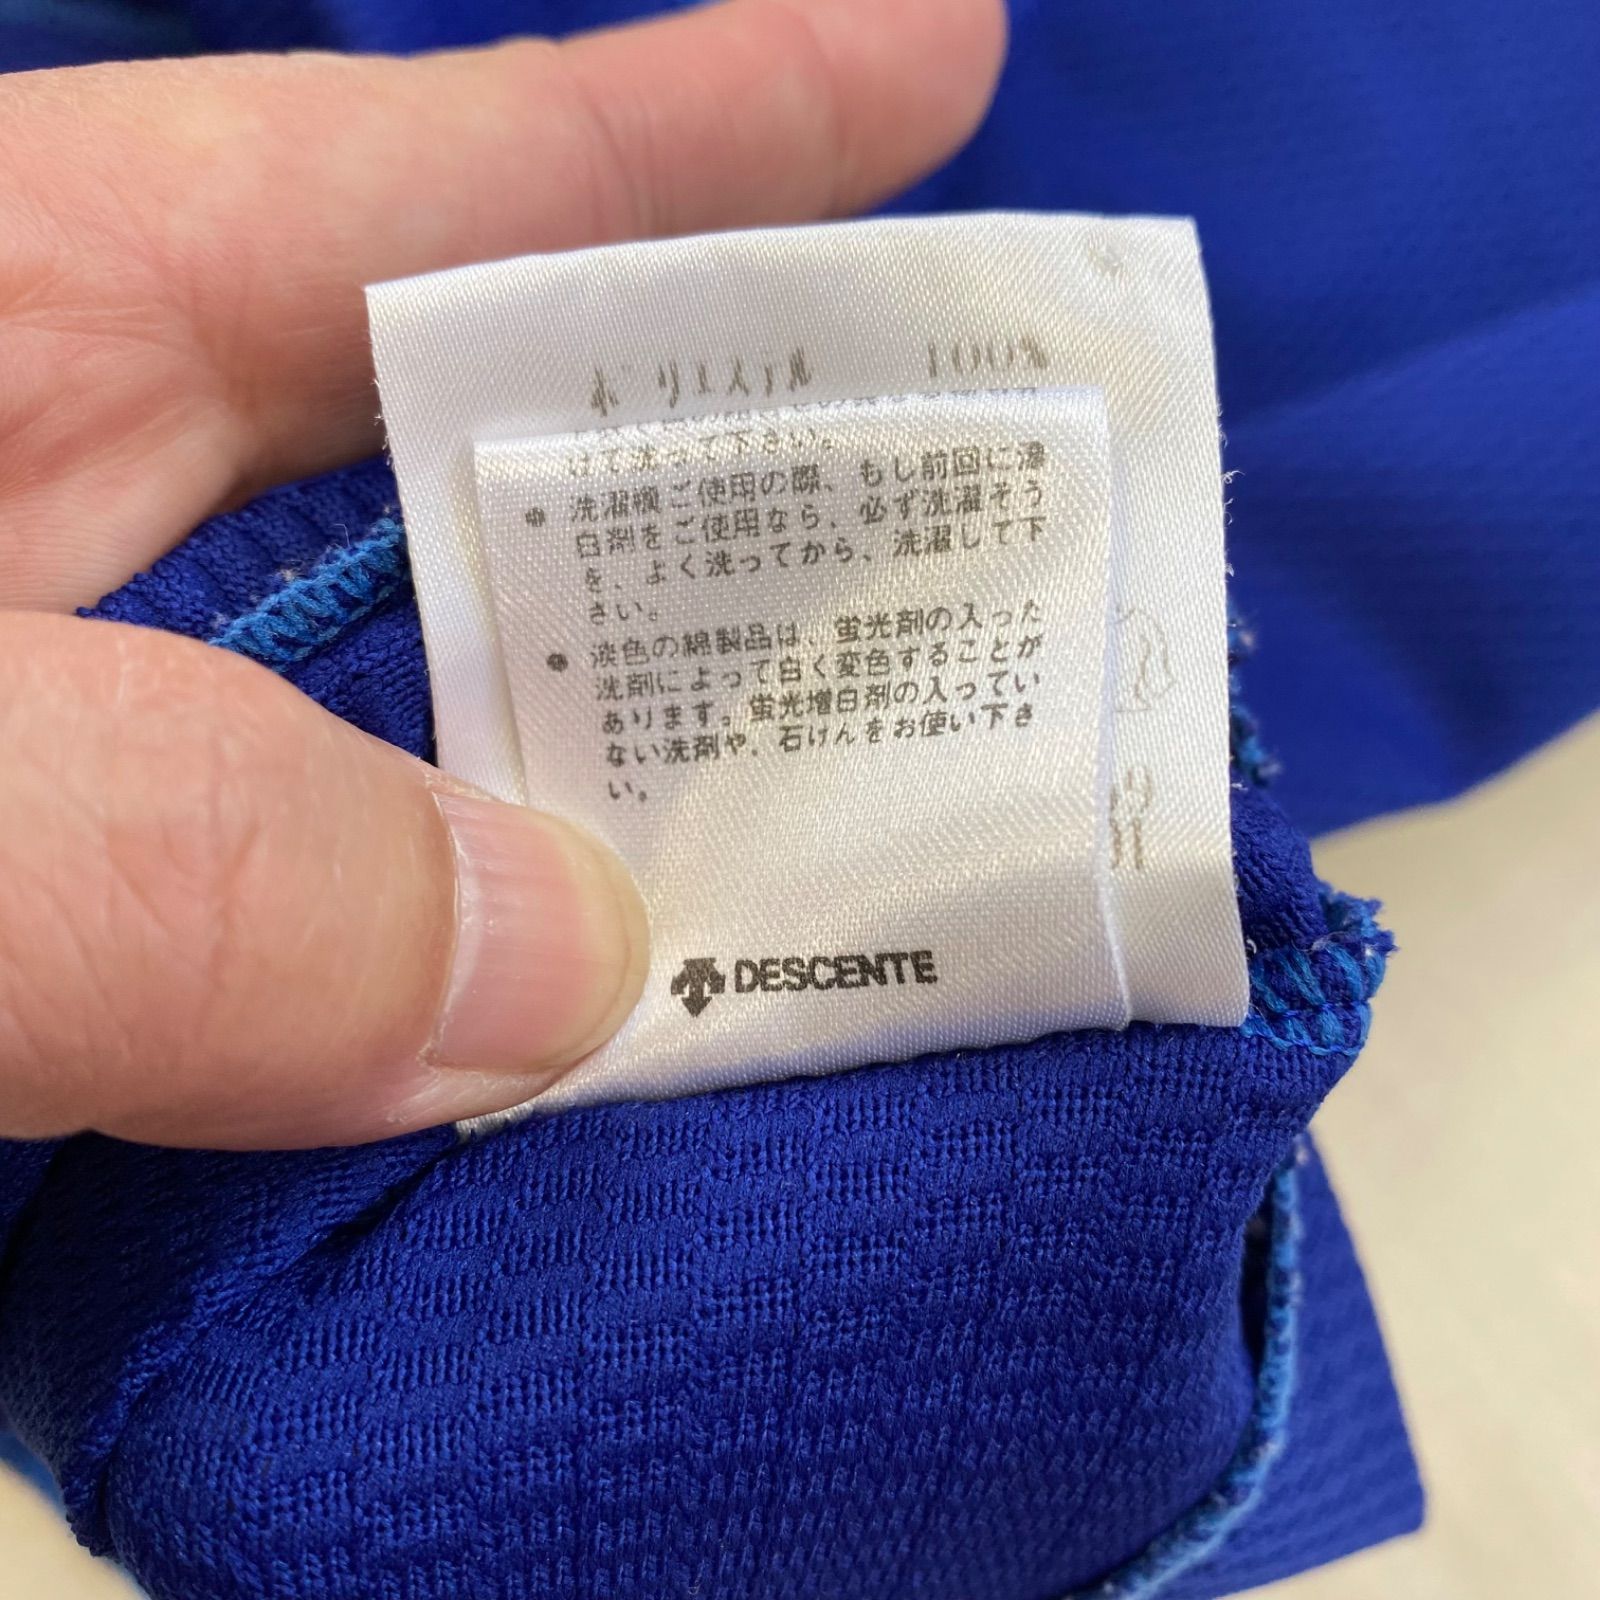 ポリエステル 100%
けて洗って下さい。
● 洗濯機ご使用の際、もし前回に漂
白剤をご使用なら、必ず洗濯そう
を、よく洗ってから、洗濯して下
さい。
● 淡色の綿製品は、蛍光剤の入った
洗剤によって白く変色することが
あります。蛍光増白剤の入ってい
ない洗剤や、石けんをお使い下さ
い。
DESCENTE